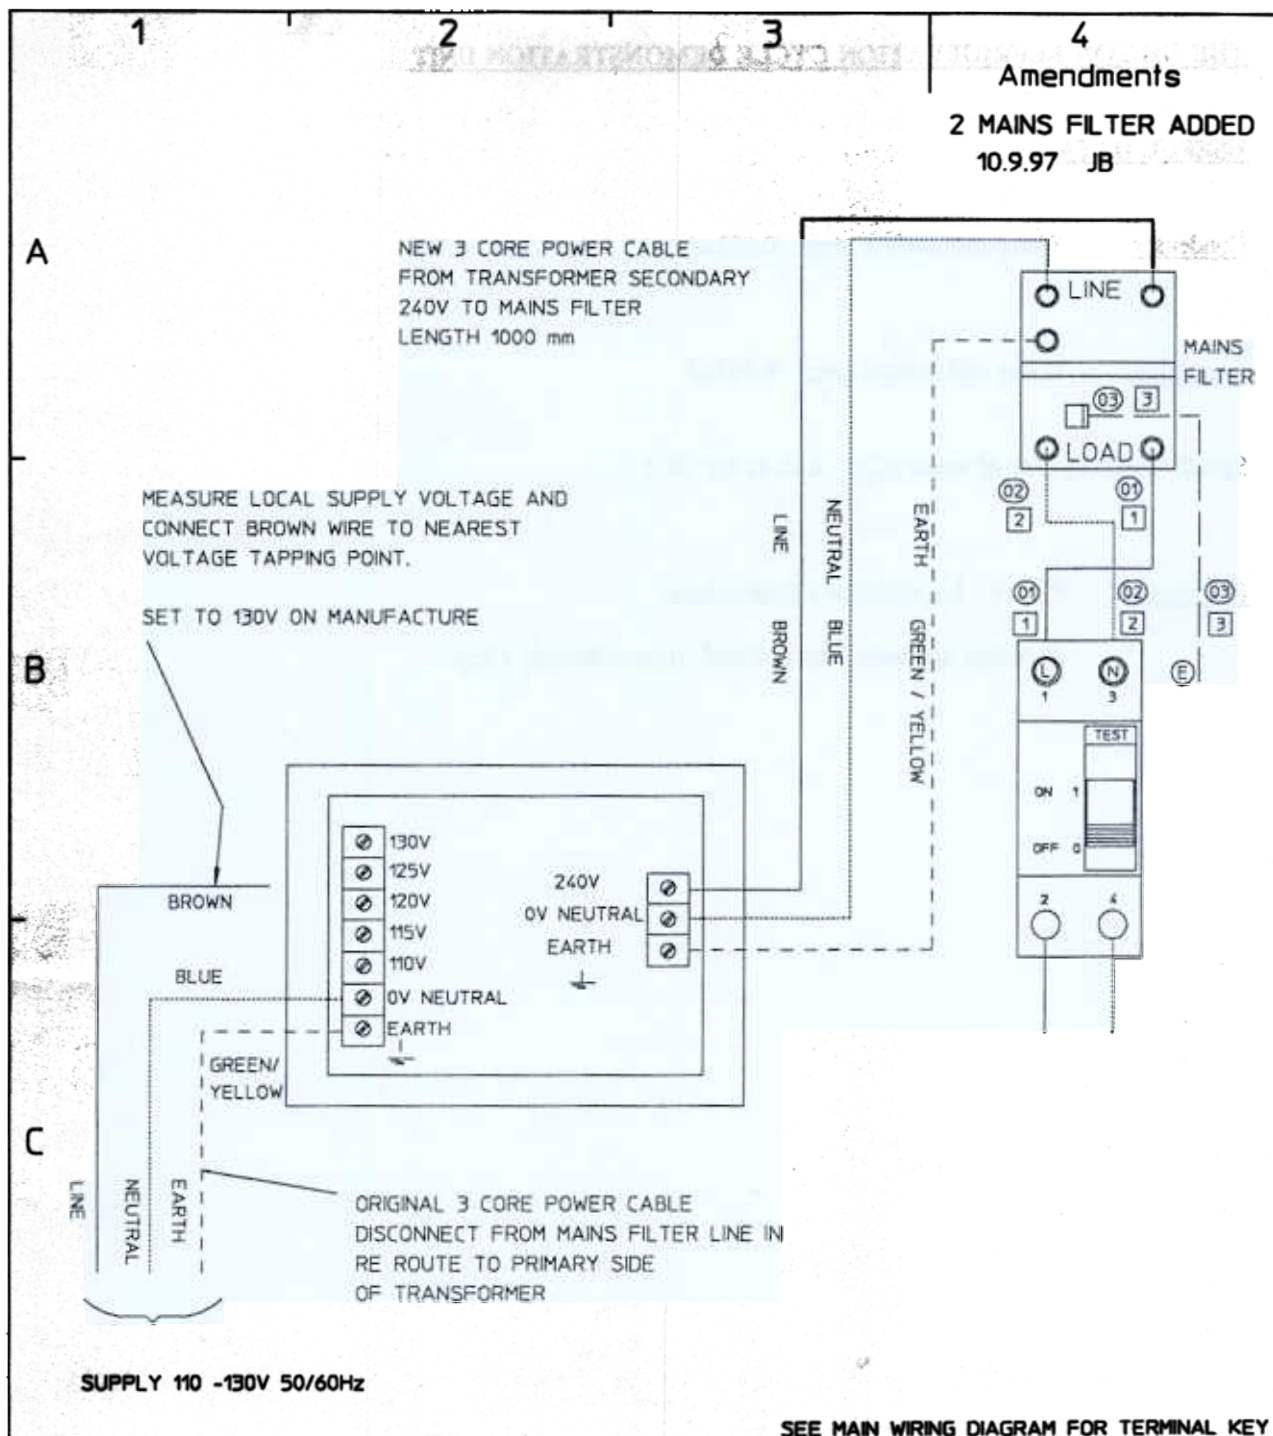 1 2 3 4
Amendments
2 MAINS FILTER ADDED
10.9.97 JB
A
NEW 3 CORE POWER CABLE
FROM TRANSFORMER SECONDARY
240V TO MAINS FILTER
LENGTH 1000 mm
LINE
MAINS
FILTER
03 3
LOAD
02 01
2 1
MEASURE LOCAL SUPPLY VOLTAGE AND
CONNECT BROWN WIRE TO NEAREST
VOLTAGE TAPPING POINT.
SET TO 130V ON MANUFACTURE
LINE BROWN
NEUTRAL BLUE
EARTH GREEN / YELLOW
01 02 03
1 2 3
B
L N E
1 3
TEST
ON 1
OFF 0
2 4
130V
125V
120V
115V
110V
0V NEUTRAL
EARTH
240V
0V NEUTRAL
EARTH
BROWN
BLUE
GREEN/
YELLOW
C
LINE
NEUTRAL
EARTH
ORIGINAL 3 CORE POWER CABLE
DISCONNECT FROM MAINS FILTER LINE IN
RE ROUTE TO PRIMARY SIDE
OF TRANSFORMER
SUPPLY 110 -130V 50/60Hz
SEE MAIN WIRING DIAGRAM FOR TERMINAL KEY